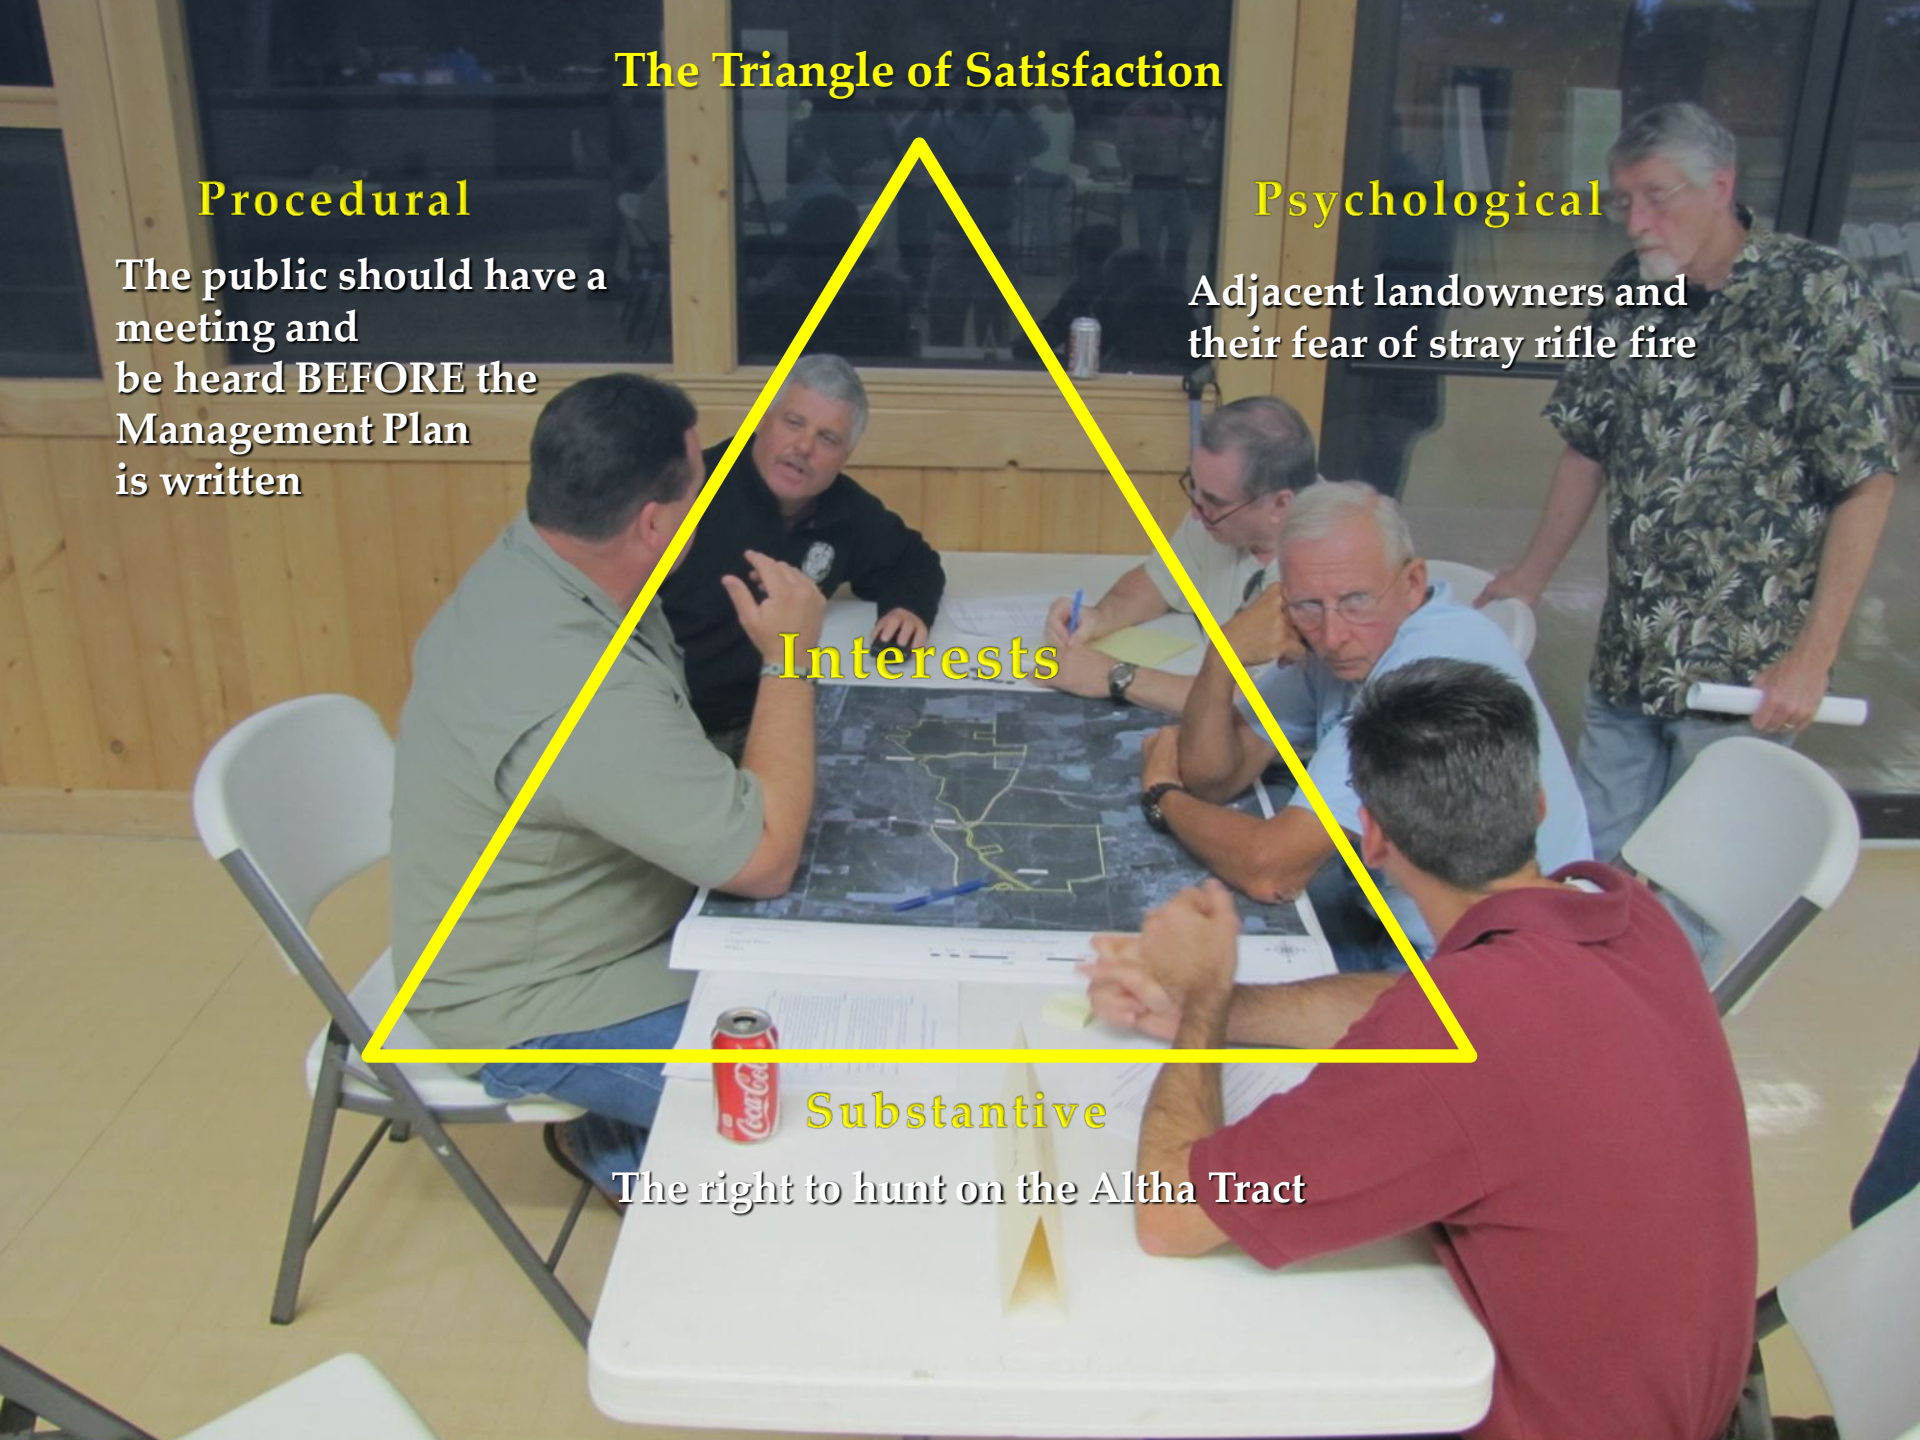 The Triangle of Satisfaction
Procedural
The public should have a
meeting and
be heard BEFORE the
Management Plan
is written
Psychological
Adjacent landowners and
their fear of stray rifle fire
Interests
Coca-Cola
Substantive
The right to hunt on the Altha Tract